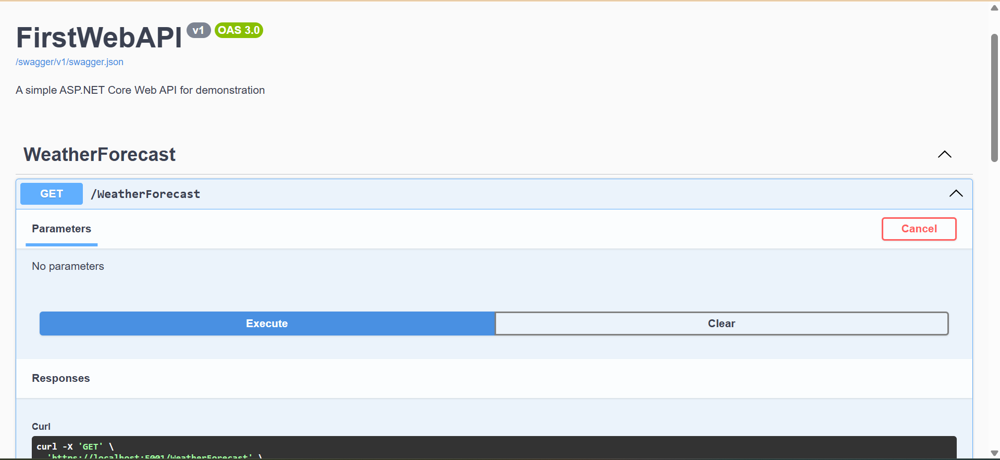 FirstWebAPI v1 OAS 3.0
/swagger/v1/swagger.json
A simple ASP.NET Core Web API for demonstration
WeatherForecast
GET /WeatherForecast
Parameters Cancel
No parameters
Execute Clear
Responses
Curl
curl -X 'GET' \
'https://localhost:5001/WeatherForecast' \